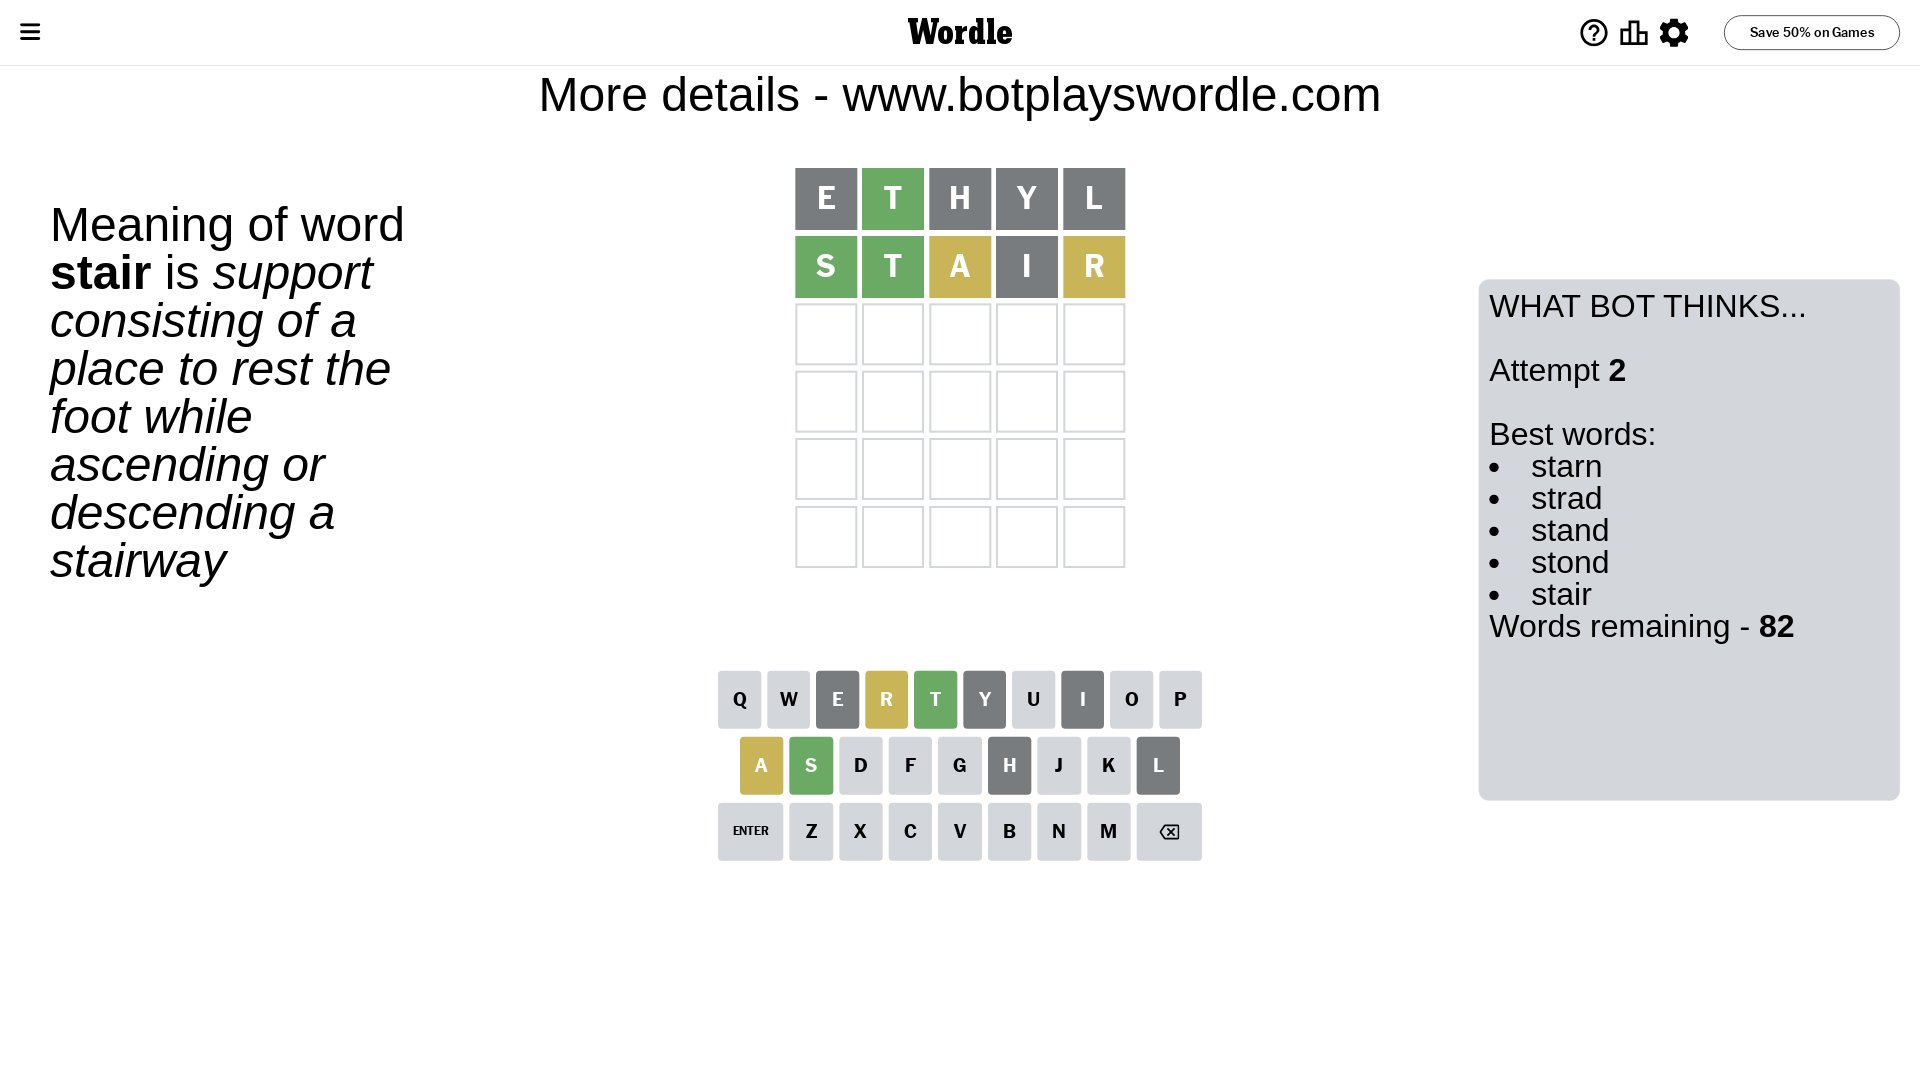 Wordle
Save 50% on Games
More details - www.botplayswordle.com
Meaning of word
stair is support
consisting of a
place to rest the
foot while
ascending or
descending a
stairway
E T H Y L
S T A I R
WHAT BOT THINKS...
Attempt 2
Best words:
• starn
• strad
• stand
• stond
• stair
Words remaining - 82
Q W E R T Y U I O P
A S D F G H J K L
ENTER Z X C V B N M